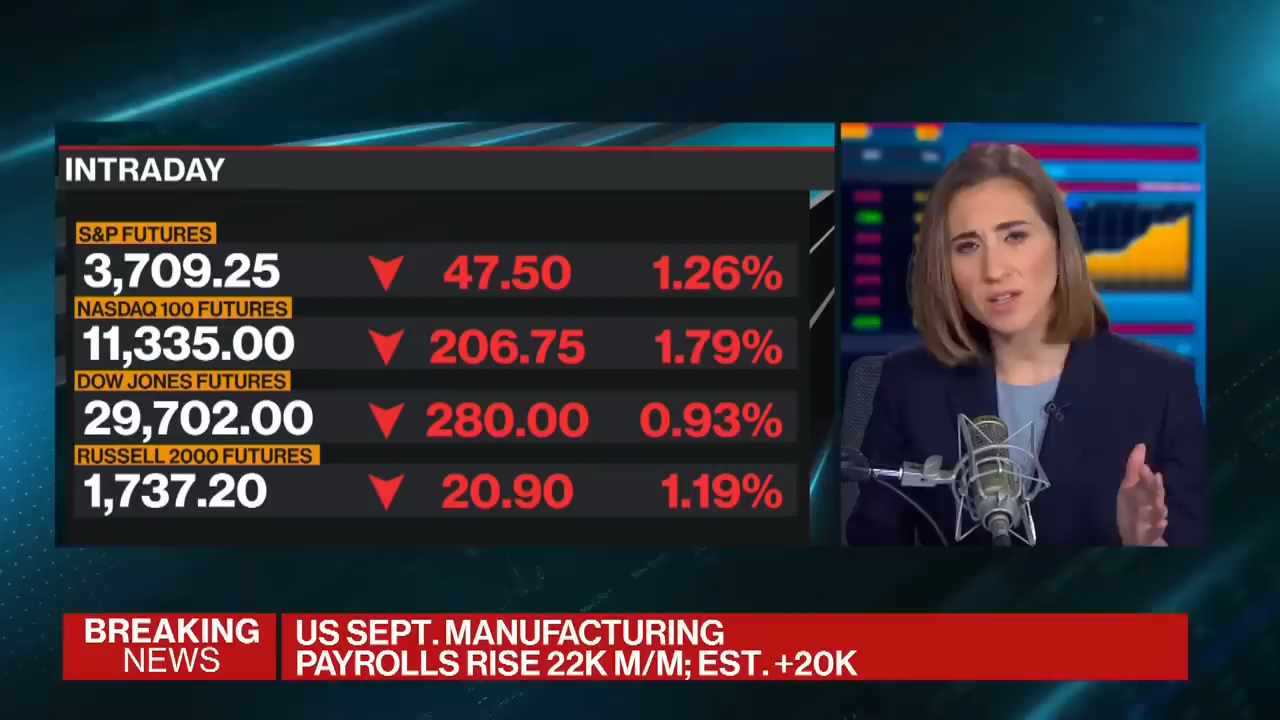 INTRADAY
S&P FUTURES
3,709.25 47.50 1.26%
NASDAQ 100 FUTURES
11,335.00 206.75 1.79%
DOW JONES FUTURES
29,702.00 280.00 0.93%
RUSSELL 2000 FUTURES
1,737.20 20.90 1.19%
BREAKING
NEWS
US SEPT. MANUFACTURING
PAYROLLS RISE 22K M/M; EST. +20K